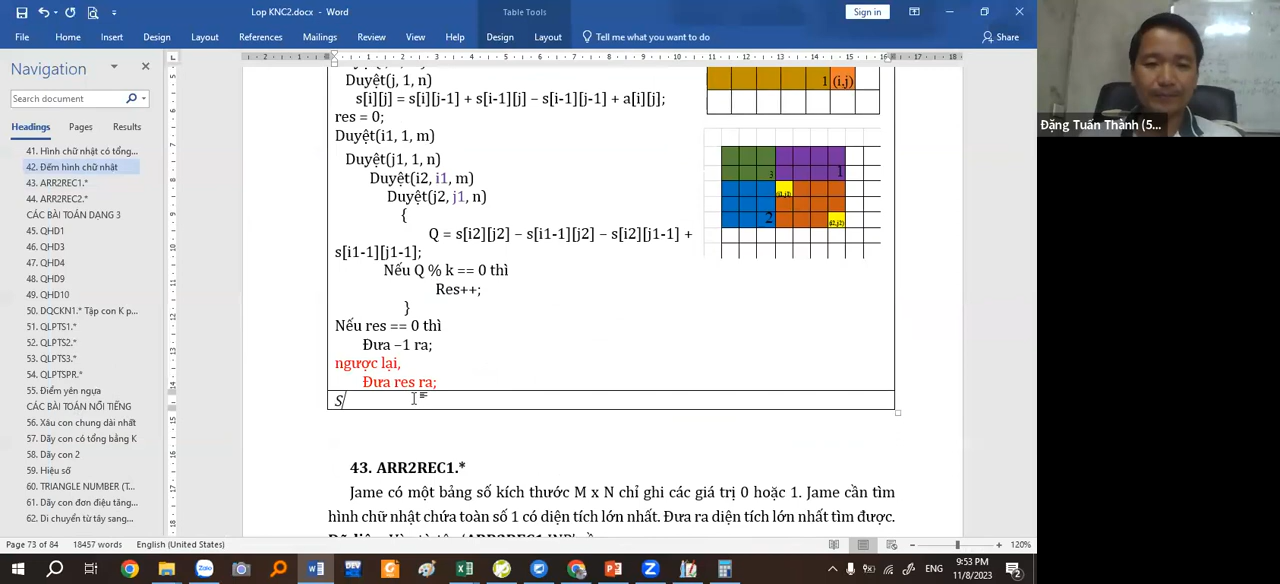 Lop KNC2.docx - Word
Table Tools
Sign in
File
Home
Insert
Design
Layout
References
Mailings
Review
View
Help
Design
Layout
Tell me what you want to do
Share
Navigation
Search document
Headings
Pages
Results
41. Hình chữ nhật có tổng...
42. Đếm hình chữ nhật
43. ARR2REC1.*
44. ARR2REC2.*
CÁC BÀI TOÁN DẠNG 3
45. QHD1
46. QHD3
47. QHD4
48. QHD9
49. QHD10
50. DQCKN1.* Tập con K p...
51. QLPTS1.*
52. QLPTS2.*
53. QLPTS3.*
54. QLPTSPR.*
55. Điểm yên ngựa
CÁC BÀI TOÁN NỔI TIẾNG
56. Xâu con chung dài nhất
57. Dãy con có tổng bằng K
58. Dãy con 2
59. Hiệu số
60. TRIANGLE NUMBER (T...
61. Dãy con đơn điệu tăng...
62. Di chuyển từ tây sang...
Duyệt(j, 1, n)
s[i][j] = s[i][j-1] + s[i-1][j] – s[i-1][j-1] + a[i][j];
res = 0;
Duyệt(i1, 1, m)
Duyệt(j1, 1, n)
Duyệt(i2, i1, m)
Duyệt(j2, j1, n)
{
Q = s[i2][j2] – s[i1-1][j2] – s[i2][j1-1] +
s[i1-1][j1-1];
Nếu Q % k == 0 thì
Res++;
}
Nếu res == 0 thì
Đưa –1 ra;
ngược lại,
Đưa res ra;
S
1 (i,j)
3
1
2
(i2,j2)
43. ARR2REC1.*
Jame có một bảng số kích thước M x N chỉ ghi các giá trị 0 hoặc 1. Jame cần tìm
hình chữ nhật chứa toàn số 1 có diện tích lớn nhất. Đưa ra diện tích lớn nhất tìm được.
Page 73 of 84
18457 words
English (United States)
120%
Đặng Tuấn Thành (5...
ENG
9:53 PM
11/8/2023